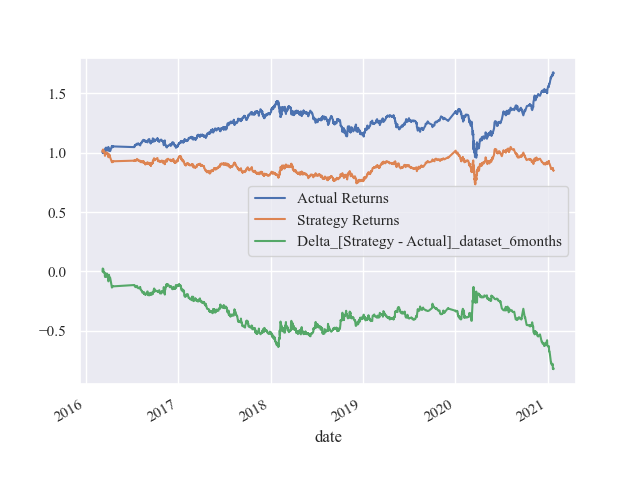 1.5
1.0
0.5
0.0
−0.5
Actual Returns
Strategy Returns
Delta_[Strategy - Actual]_dataset_6months
2016
2017
2018
2019
2020
2021
date